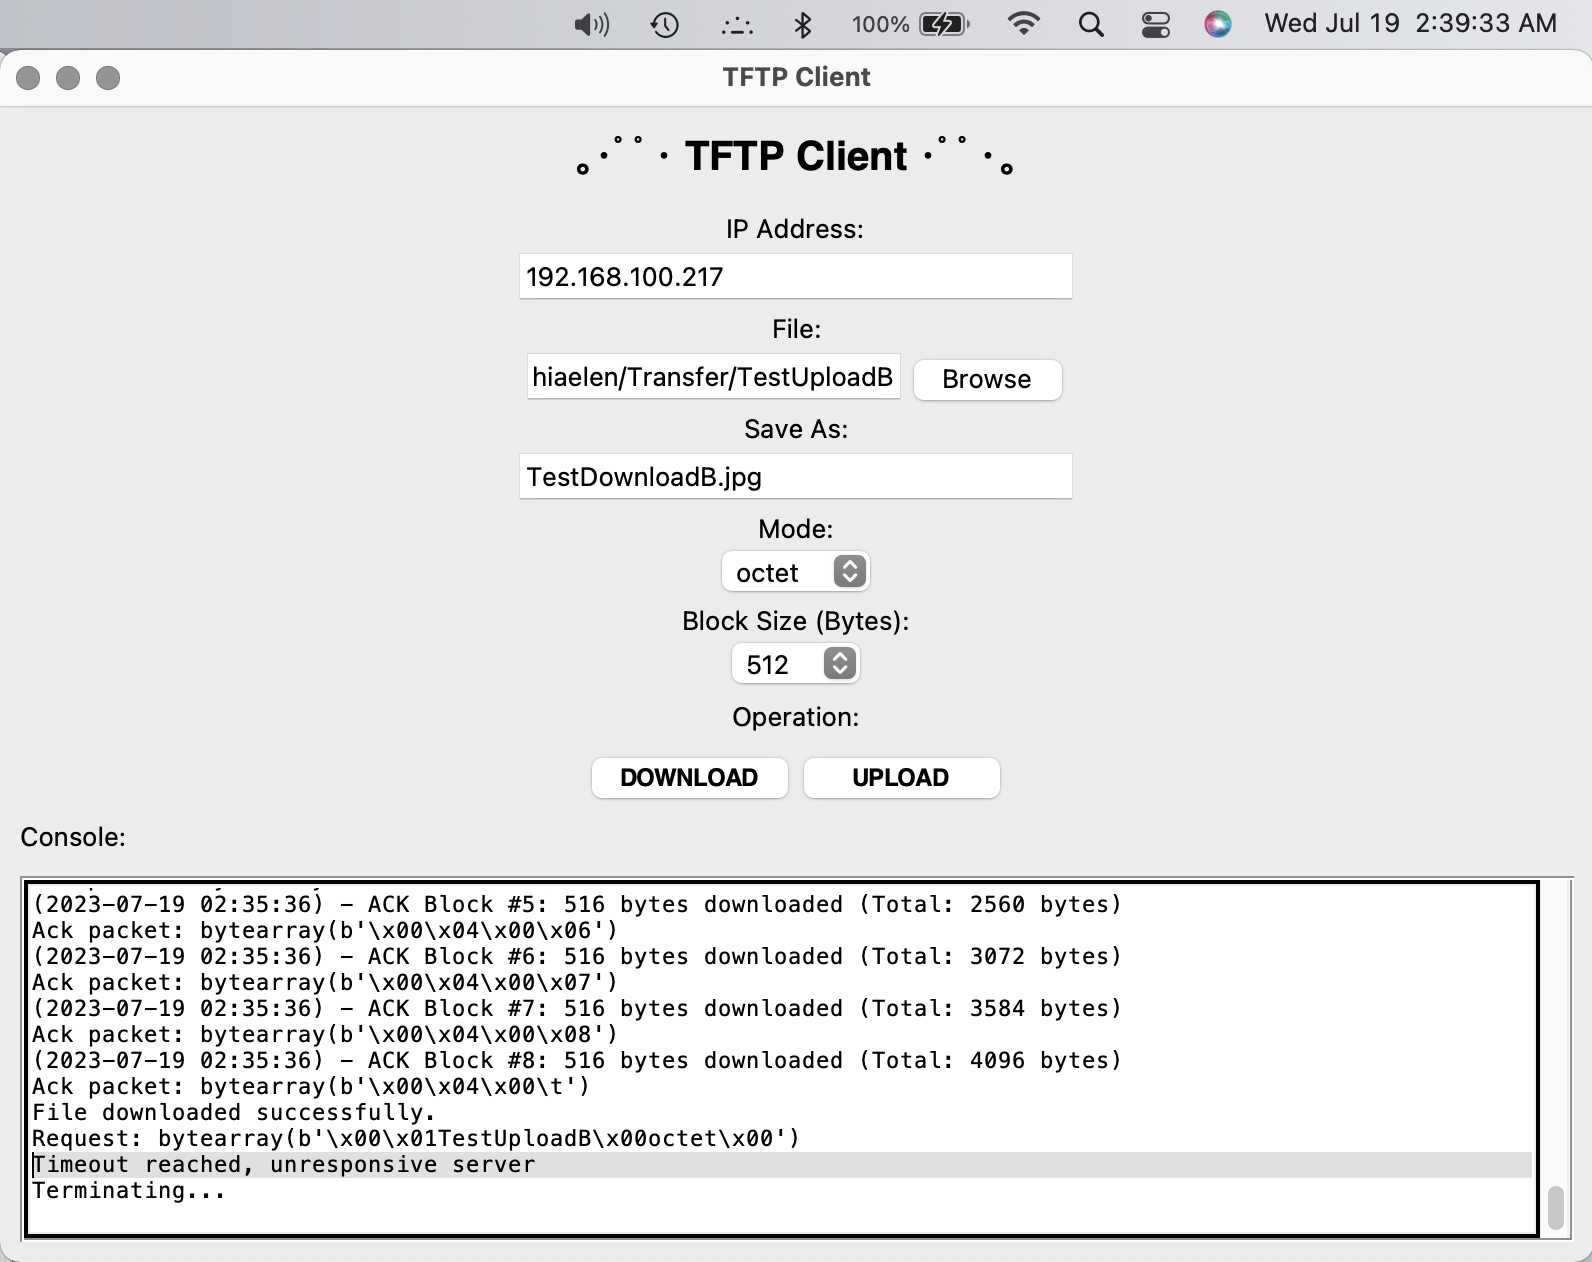 100% Wed Jul 19 2:39:33 AM
TFTP Client
｡･ﾟﾟ･ TFTP Client ･ﾟﾟ･｡
IP Address:
192.168.100.217
File:
hiaelen/Transfer/TestUploadB Browse
Save As:
TestDownloadB.jpg
Mode:
octet
Block Size (Bytes):
512
Operation:
DOWNLOAD UPLOAD
Console:
(2023-07-19 02:35:36) - ACK Block #5: 516 bytes downloaded (Total: 2560 bytes)
Ack packet: bytearray(b'\x00\x04\x00\x06')
(2023-07-19 02:35:36) - ACK Block #6: 516 bytes downloaded (Total: 3072 bytes)
Ack packet: bytearray(b'\x00\x04\x00\x07')
(2023-07-19 02:35:36) - ACK Block #7: 516 bytes downloaded (Total: 3584 bytes)
Ack packet: bytearray(b'\x00\x04\x00\x08')
(2023-07-19 02:35:36) - ACK Block #8: 516 bytes downloaded (Total: 4096 bytes)
Ack packet: bytearray(b'\x00\x04\x00\t')
File downloaded successfully.
Request: bytearray(b'\x00\x01TestUploadB\x00octet\x00')
Timeout reached, unresponsive server
Terminating...